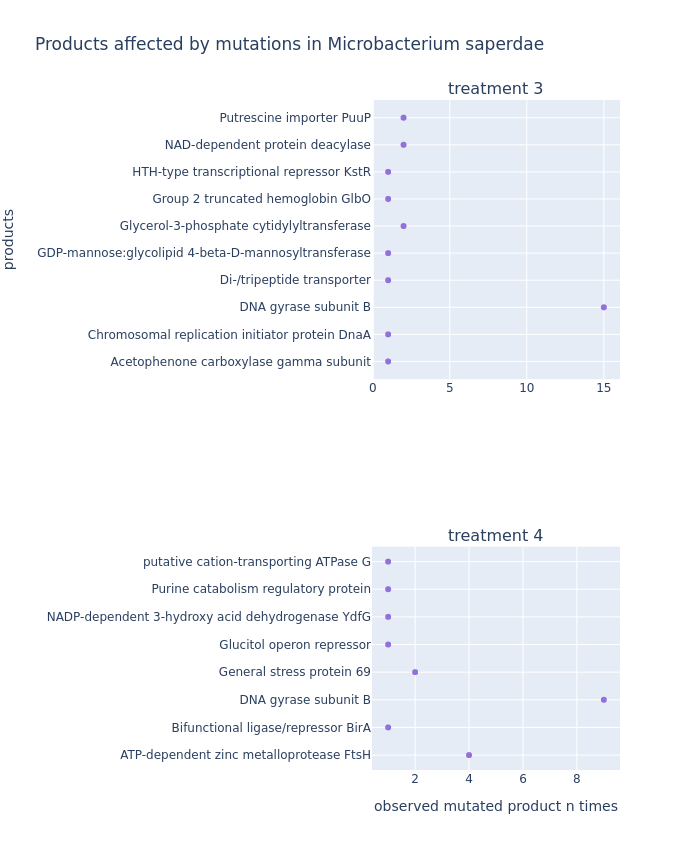 Products affected by mutations in Microbacterium saperdae
treatment 3
products
Putrescine importer PuuP
NAD-dependent protein deacylase
HTH-type transcriptional repressor KstR
Group 2 truncated hemoglobin GlbO
Glycerol-3-phosphate cytidylyltransferase
GDP-mannose:glycolipid 4-beta-D-mannosyltransferase
Di-/tripeptide transporter
DNA gyrase subunit B
Chromosomal replication initiator protein DnaA
Acetophenone carboxylase gamma subunit
0 5 10 15
treatment 4
putative cation-transporting ATPase G
Purine catabolism regulatory protein
NADP-dependent 3-hydroxy acid dehydrogenase YdfG
Glucitol operon repressor
General stress protein 69
DNA gyrase subunit B
Bifunctional ligase/repressor BirA
ATP-dependent zinc metalloprotease FtsH
2 4 6 8
observed mutated product n times